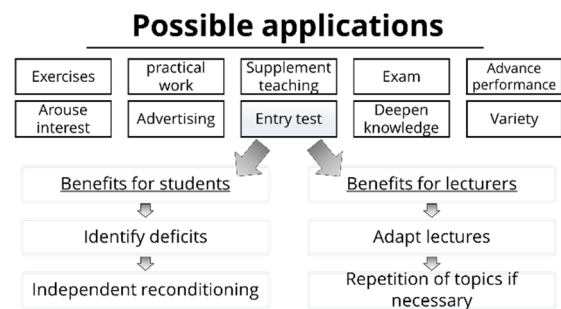 Possible applications
Exercises
practical
work
Supplement
teaching
Exam
Advance
performance
Arouse
interest
Advertising
Entry test
Deepen
knowledge
Variety
Benefits for students
Identify deficits
Independent reconditioning
Benefits for lecturers
Adapt lectures
Repetition of topics if
necessary